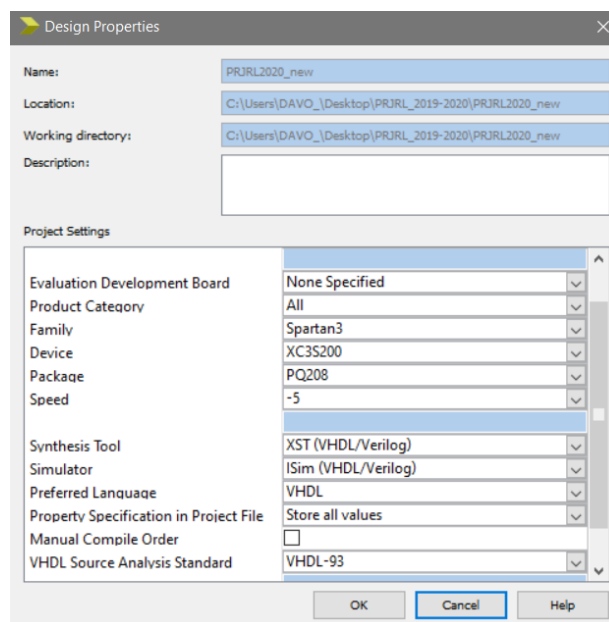 Design Properties
Name: PRJRL2020_new
Location: C:\Users\DAVO_\Desktop\PRJRL_2019-2020\PRJRL2020_new
Working directory: C:\Users\DAVO_\Desktop\PRJRL_2019-2020\PRJRL2020_new
Description:
Project Settings
Evaluation Development Board None Specified
Product Category All
Family Spartan3
Device XC3S200
Package PQ208
Speed -5
Synthesis Tool XST (VHDL/Verilog)
Simulator ISim (VHDL/Verilog)
Preferred Language VHDL
Property Specification in Project File Store all values
Manual Compile Order
VHDL Source Analysis Standard VHDL-93
OK Cancel Help